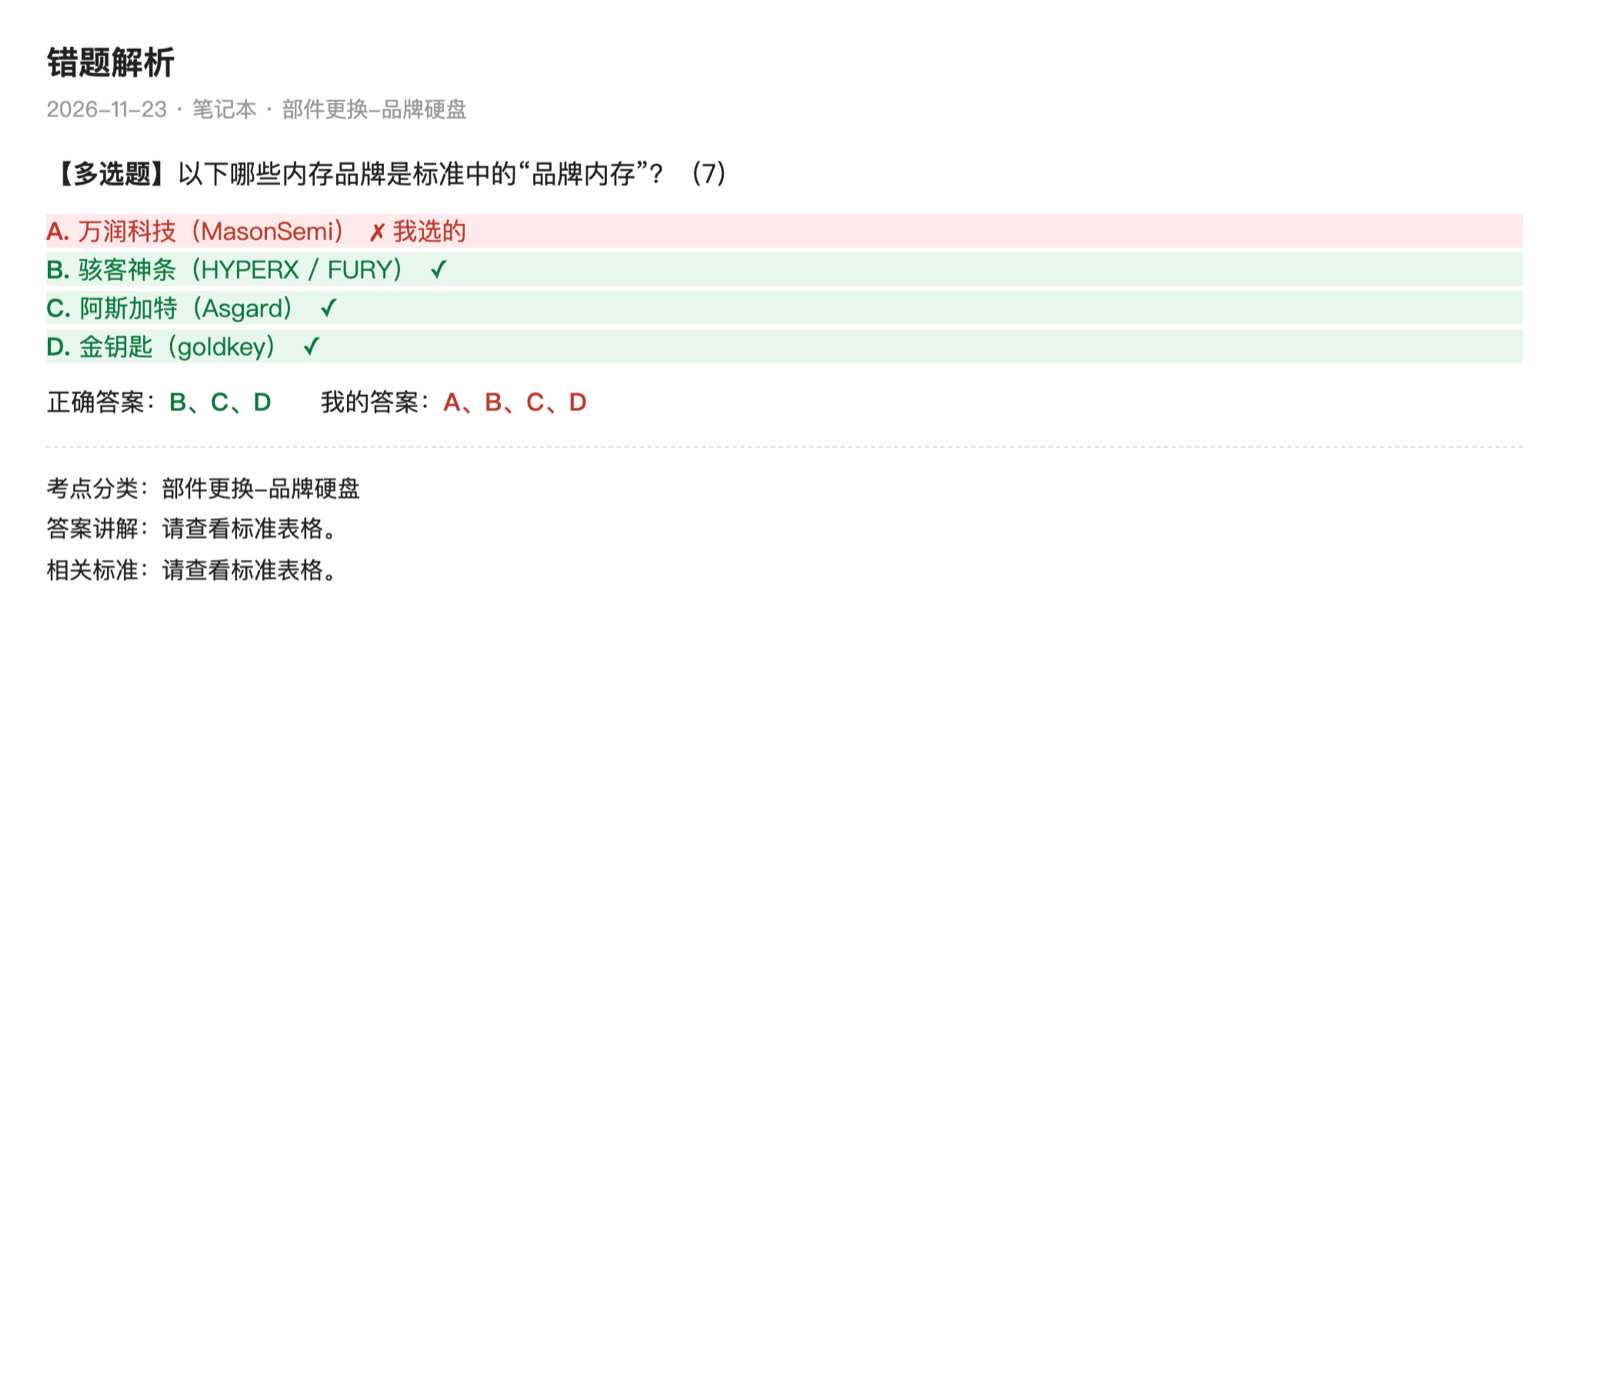 错题解析
2026-11-23 · 笔记本 · 部件更换-品牌硬盘
【多选题】以下哪些内存品牌是标准中的“品牌内存”？（7）
A. 万润科技（MasonSemi） ✗ 我选的
B. 骇客神条（HYPERX / FURY） ✓
C. 阿斯加特（Asgard） ✓
D. 金钥匙（goldkey） ✓
正确答案：B、C、D 我的答案：A、B、C、D
考点分类：部件更换-品牌硬盘
答案讲解：请查看标准表格。
相关标准：请查看标准表格。